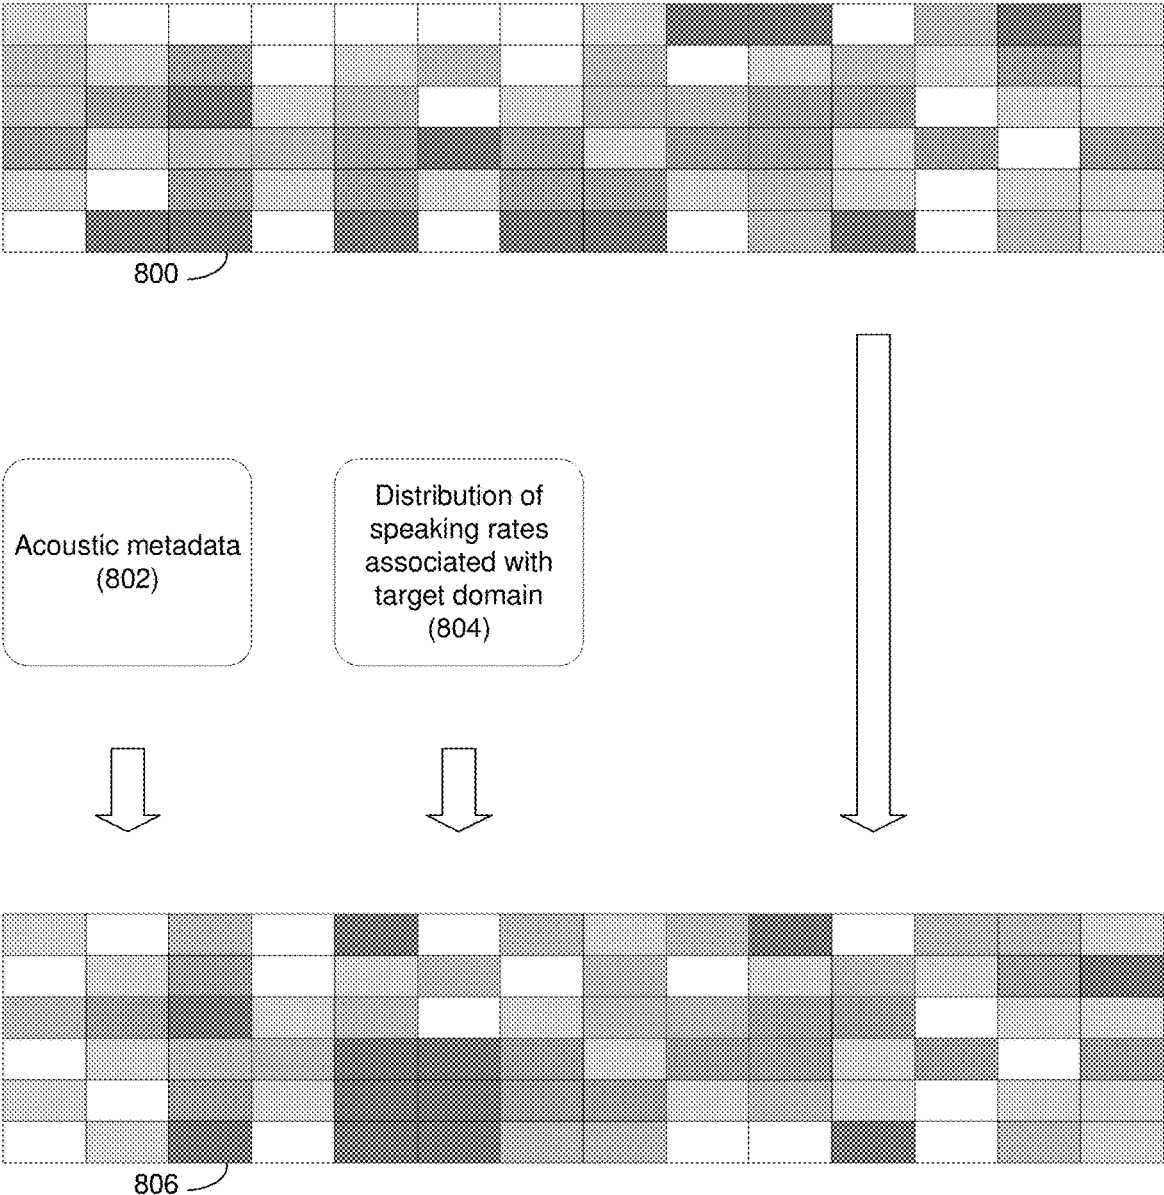 800
Acoustic metadata
(802)
Distribution of
speaking rates
associated with
target domain
(804)
806